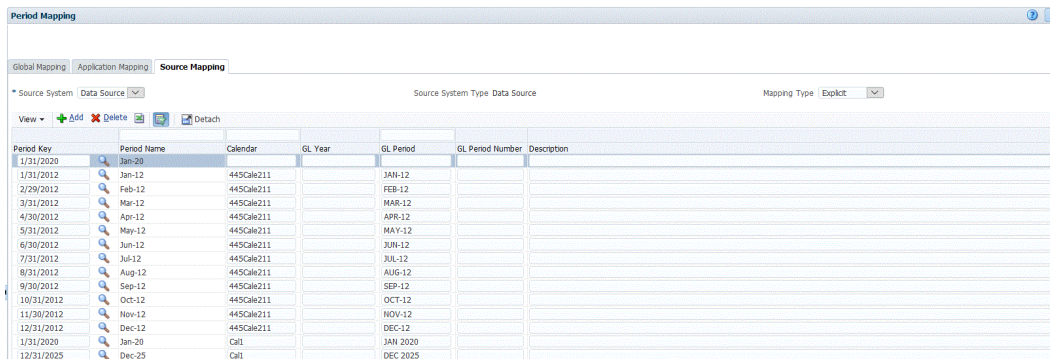 Period Mapping
Global Mapping Application Mapping Source Mapping
* Source System Data Source Source System Type Data Source Mapping Type Explicit
View Add Delete Detach
Period Key Period Name Calendar GL Year GL Period GL Period Number Description
1/31/2020 Jan-20
1/31/2012 Jan-12 445Cale211 JAN-12
2/29/2012 Feb-12 445Cale211 FEB-12
3/31/2012 Mar-12 445Cale211 MAR-12
4/30/2012 Apr-12 445Cale211 APR-12
5/31/2012 May-12 445Cale211 MAY-12
6/30/2012 Jun-12 445Cale211 JUN-12
7/31/2012 Jul-12 445Cale211 JUL-12
8/31/2012 Aug-12 445Cale211 AUG-12
9/30/2012 Sep-12 445Cale211 SEP-12
10/31/2012 Oct-12 445Cale211 OCT-12
11/30/2012 Nov-12 445Cale211 NOV-12
12/31/2012 Dec-12 445Cale211 DEC-12
1/31/2020 Jan-20 Cal1 JAN 2020
12/31/2025 Dec-25 Cal1 DEC 2025